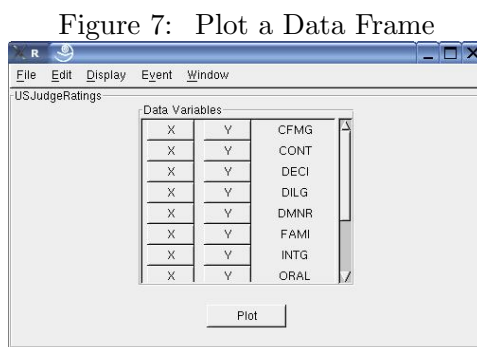 Figure 7: Plot a Data Frame
R
File Edit Display Event Window
USJudgeRatings
Data Variables
X Y CFMG
X Y CONT
X Y DECI
X Y DILG
X Y DMNR
X Y FAMI
X Y INTG
X Y ORAL
Plot